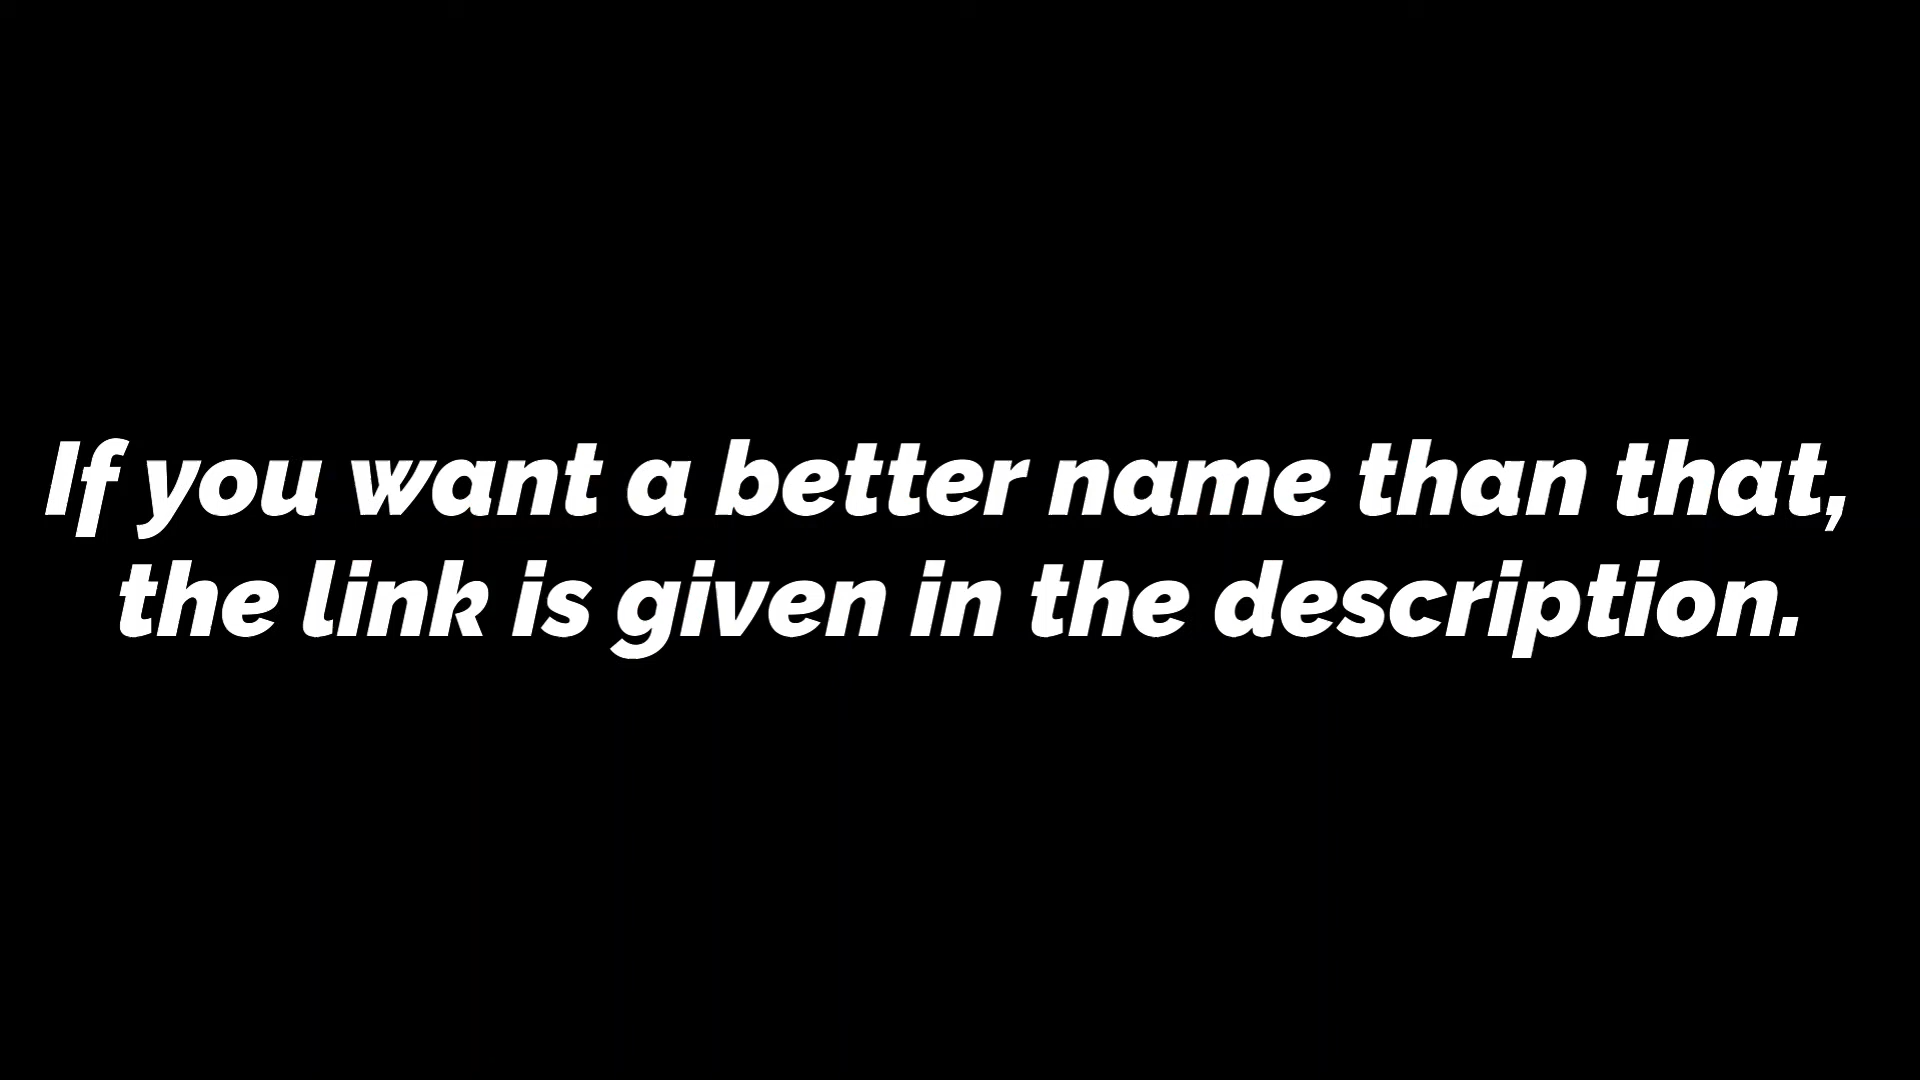 If you want a better name than that,
the link is given in the description.